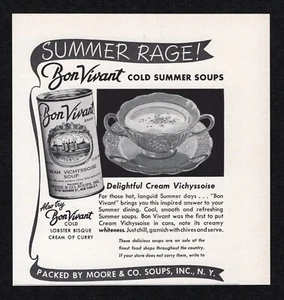 SUMMER RAGE!
Bon Vivant COLD SUMMER SOUPS
Bon Vivant
CREAM VICHYSSOISE
SOUP
Delightful Cream Vichyssoise
For those hot, languid Summer days . . . "Bon
Vivant" brings you this inspired answer to your
Summer dining. Cool, smooth and refreshing
Summer soups. Bon Vivant was the first to put
Cream Vichyssoise in cans, note its creamy
whiteness. Just chill, garnish with chives and serve.
Also try
Bon Vivant
COLD
LOBSTER BISQUE
CREAM OF CURRY
These delicious soups are on sale at the
finest food shops throughout the country.
If your store does not carry them, write to
PACKED BY MOORE & CO. SOUPS, INC., N. Y.